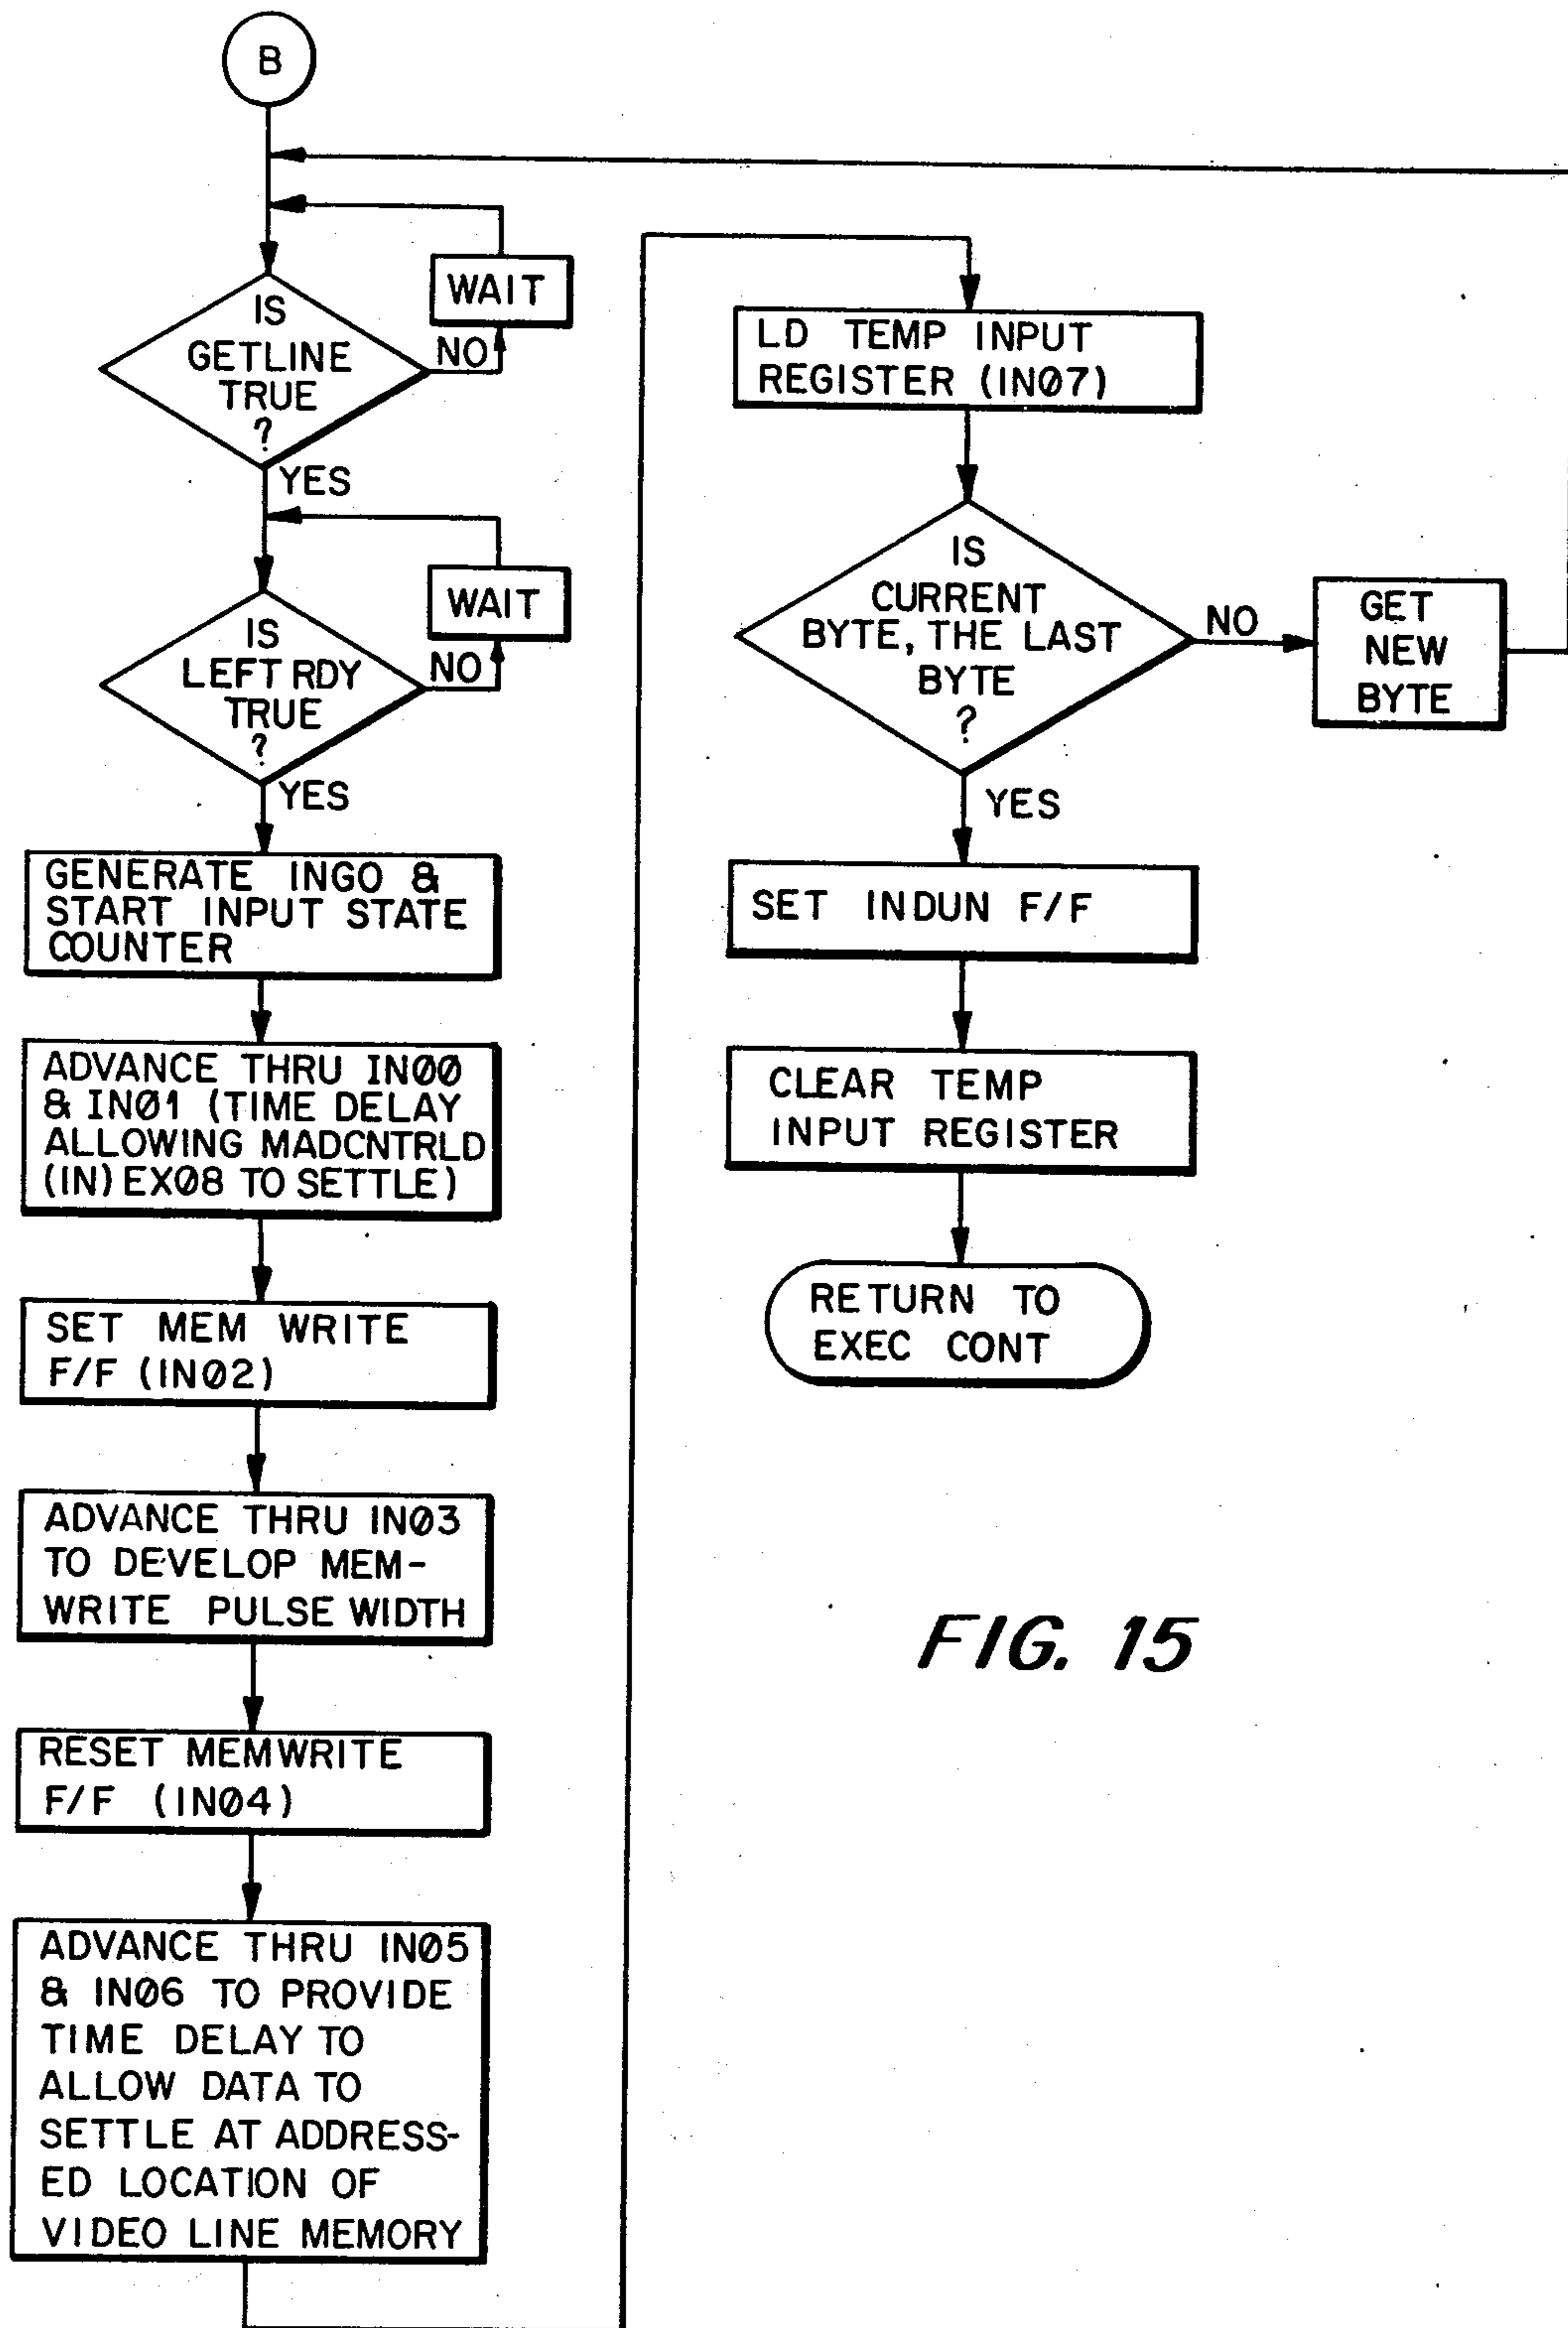 B
IS
GETLINE
TRUE
?
NO
WAIT
YES
IS
LEFT RDY
TRUE
?
NO
WAIT
YES
GENERATE INGO &
START INPUT STATE
COUNTER
ADVANCE THRU INØØ
& INØ1 (TIME DELAY
ALLOWING MADCNTRLD
(IN) EXØ8 TO SETTLE)
SET MEM WRITE
F/F (INØ2)
ADVANCE THRU INØ3
TO DEVELOP MEM-
WRITE PULSE WIDTH
RESET MEMWRITE
F/F (INØ4)
ADVANCE THRU INØ5
& INØ6 TO PROVIDE
TIME DELAY TO
ALLOW DATA TO
SETTLE AT ADDRESS-
ED LOCATION OF
VIDEO LINE MEMORY
LD TEMP INPUT
REGISTER (INØ7)
IS
CURRENT
BYTE, THE LAST
BYTE
?
NO
GET
NEW
BYTE
YES
SET INDUN F/F
CLEAR TEMP
INPUT REGISTER
RETURN TO
EXEC CONT
FIG. 15